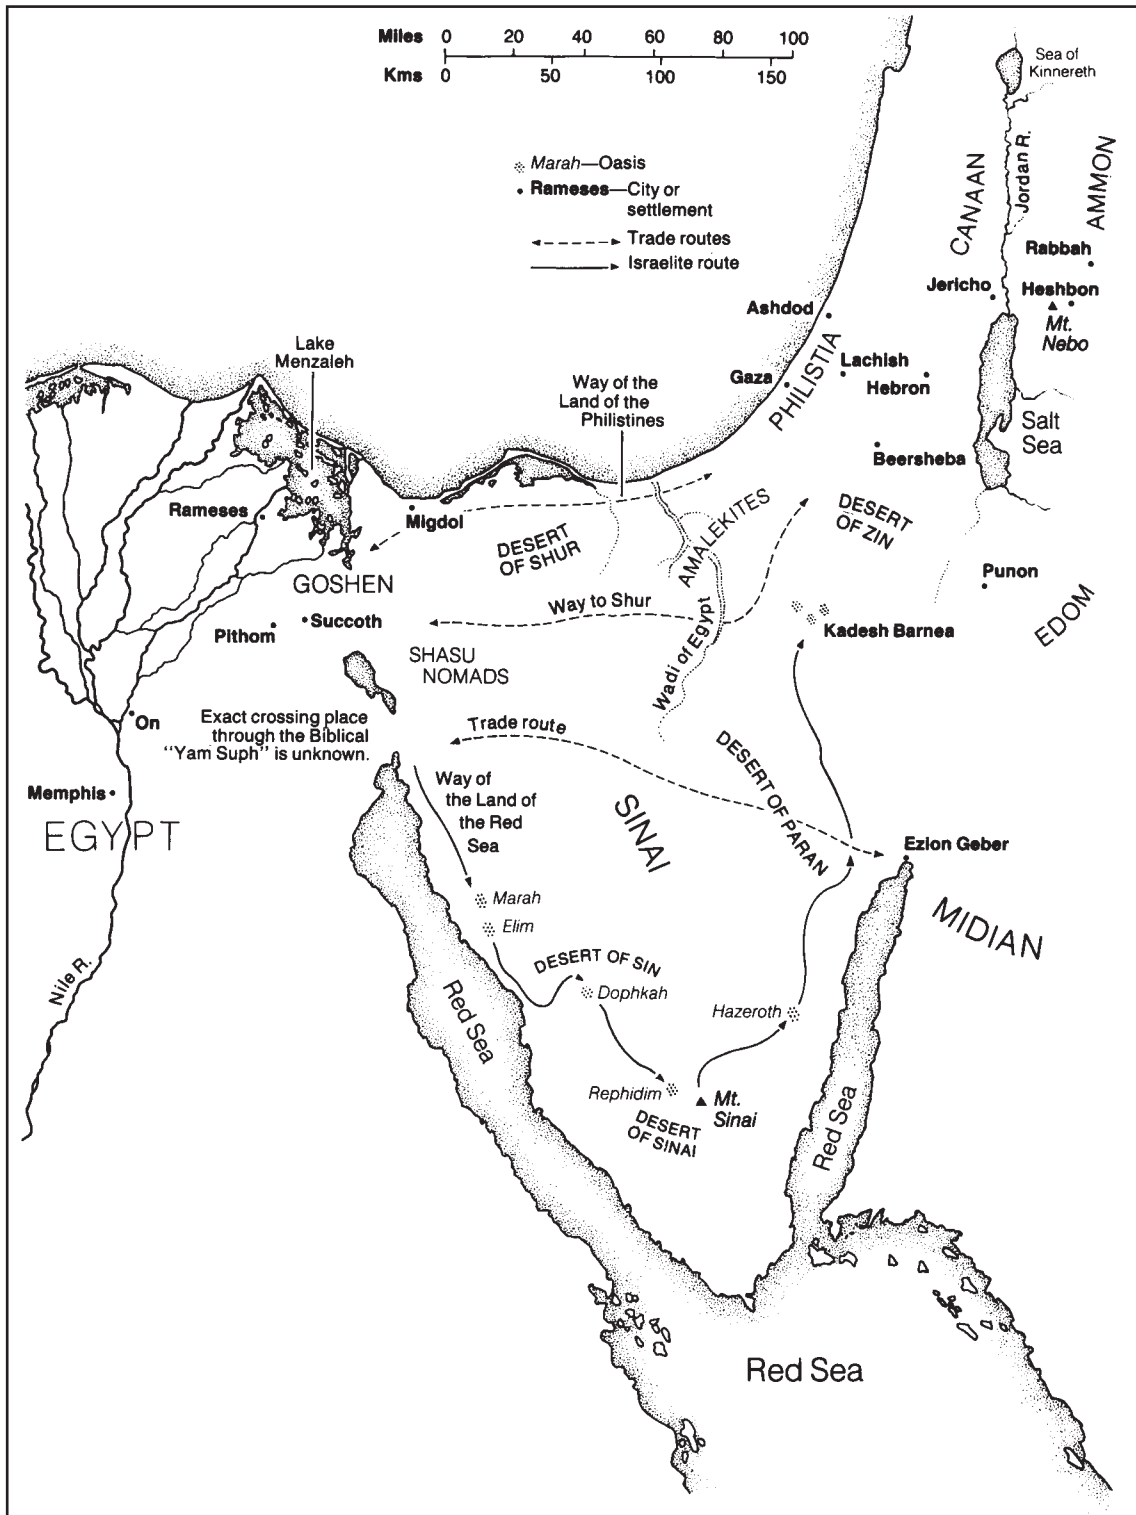 Miles 0 20 40 60 80 100
Kms 0 50 100 150
Sea of
Kinnereth
Marah—Oasis
Rameses—City or
settlement
Trade routes
Israelite route
CANAAN
Jordan R.
AMMON
Rabbah
Jericho
Heshbon
Mt.
Nebo
Ashdod
PHILISTIA
Lachish
Hebron
Gaza
Lake
Menzaleh
Way of the
Land of the
Philistines
Salt
Sea
Beersheba
Rameses
Migdol
DESERT
OF SHUR
AMALEKITES
DESERT
OF ZIN
GOSHEN
Punon
Way to Shur
Succoth
Pithom
Kadesh Barnea
EDOM
Wadi of Egypt
SHASU
NOMADS
On
Exact crossing place
through the Biblical
"Yam Suph" is unknown.
Trade route
DESERT OF PARAN
Way of
the Land of
the Red
Sea
Memphis
EGYPT
SINAI
Ezion Geber
MIDIAN
Marah
Elim
DESERT OF SIN
Dophkah
Nile R.
Red Sea
Hazeroth
Rephidim
Mt.
Sinai
DESERT
OF SINAI
Red Sea
Red Sea